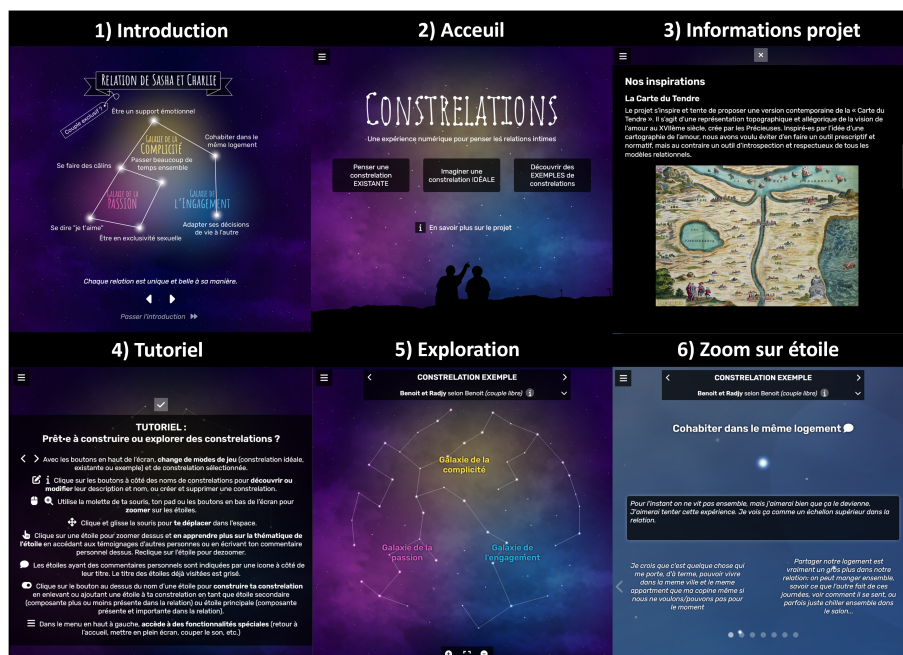 1) Introduction
RELATION DE SASHA ET CHARLIE
Couple exclusif ?
Être un support émotionnel
GALAXIE DE LA
COMPLICITÉ
Cohabiter dans le
même logement
Passer beaucoup de
temps ensemble
Se faire des câlins
GALAXIE DE LA
PASSION
GALAXIE DE
L'ENGAGEMENT
Se dire "je t'aime"
Adapter ses décisions
de vie à l'autre
Être en exclusivité sexuelle
Chaque relation est unique et belle à sa manière.
Passer l'introduction
2) Acceuil
CONSTRELATIONS
Une expérience numérique pour penser les relations intimes
Penser une
constrelation
EXISTANTE
Imaginer une
constrelation IDÉALE
Découvrir des
EXEMPLES de
constrelations
i En savoir plus sur le projet
3) Informations projet
Nos inspirations
La Carte du Tendre
Le projet s'inspire et tente de proposer une version contemporaine de la « Carte du
Tendre ». Il s'agit d'une représentation topographique et allégorique de la vision de
l'amour au XVIIème siècle, crée par les Précieuses. Inspiré·es par l'idée d'une
cartographie de l'amour, nous avons voulu éviter d'en faire un outil prescriptif et
normatif, mais au contraire un outil d'introspection et respectueux de tous les
modèles relationnels.
4) Tutoriel
TUTORIEL :
Prêt·e à construire ou explorer des constrelations ?
Avec les boutons en haut de l'écran, change de modes de jeu (constrelation idéale,
existante ou exemple) et de constrelation sélectionnée.
i Clique sur les boutons à côté des noms de constrelations pour découvrir ou
modifier leur description et nom, ou créer et supprimer une constrelation.
Utilise la molette de ta souris, ton pad ou les boutons en bas de l'écran pour
zoomer sur les étoiles.
Clique et glisse la souris pour te déplacer dans l'espace.
Clique sur une étoile pour zoomer dessus et en apprendre plus sur la thématique de
l'étoile en accédant aux témoignages d'autres personnes ou en écrivant ton commentaire
personnel dessus. Reclique sur l'étoile pour dezoomer.
Les étoiles ayant des commentaires personnels sont indiquées par une icône à côté de
leur titre. Le titre des étoiles déjà visitées est grisé.
Clique sur le bouton au dessus du nom d'une étoile pour construire ta constrelation
en enlevant ou ajoutant une étoile à ta constrelation en tant que étoile secondaire
(composante plus ou moins présente dans la relation) ou étoile principale (composante
présente et importante dans la relation).
Dans le menu en haut à gauche, accède à des fonctionnalités spéciales (retour à
l'accueil, mettre en plein écran, couper le son, etc.)
5) Exploration
CONSTRELATION EXEMPLE
Benoit et Radjy selon Benoit (couple libre) i
Galaxie de la
complicité
Galaxie de la
passion
Galaxie de
l'engagement
6) Zoom sur étoile
CONSTRELATION EXEMPLE
Benoit et Radjy selon Benoit (couple libre) i
Cohabiter dans le même logement
Pour l'instant on ne vit pas ensemble, mais j'aimerai bien que ça le devienne.
J'aimerai tenter cette expérience. Je vois ça comme un échellon supérieur dans la
relation.
Je crois que c'est quelque chose qui
me porte, d'à terme, pouvoir vivre
dans la meme ville et le meme
appartement que ma copine même si
nous ne voulons/pouvons pas pour
le moment
Partager notre logement est
vraiment un gros plus dans notre
relation: on peut manger ensemble,
savoir ce que l'autre fait de ces
journées, voir comment il se sent, ou
parfois juste chiller ensemble dans
le salon...